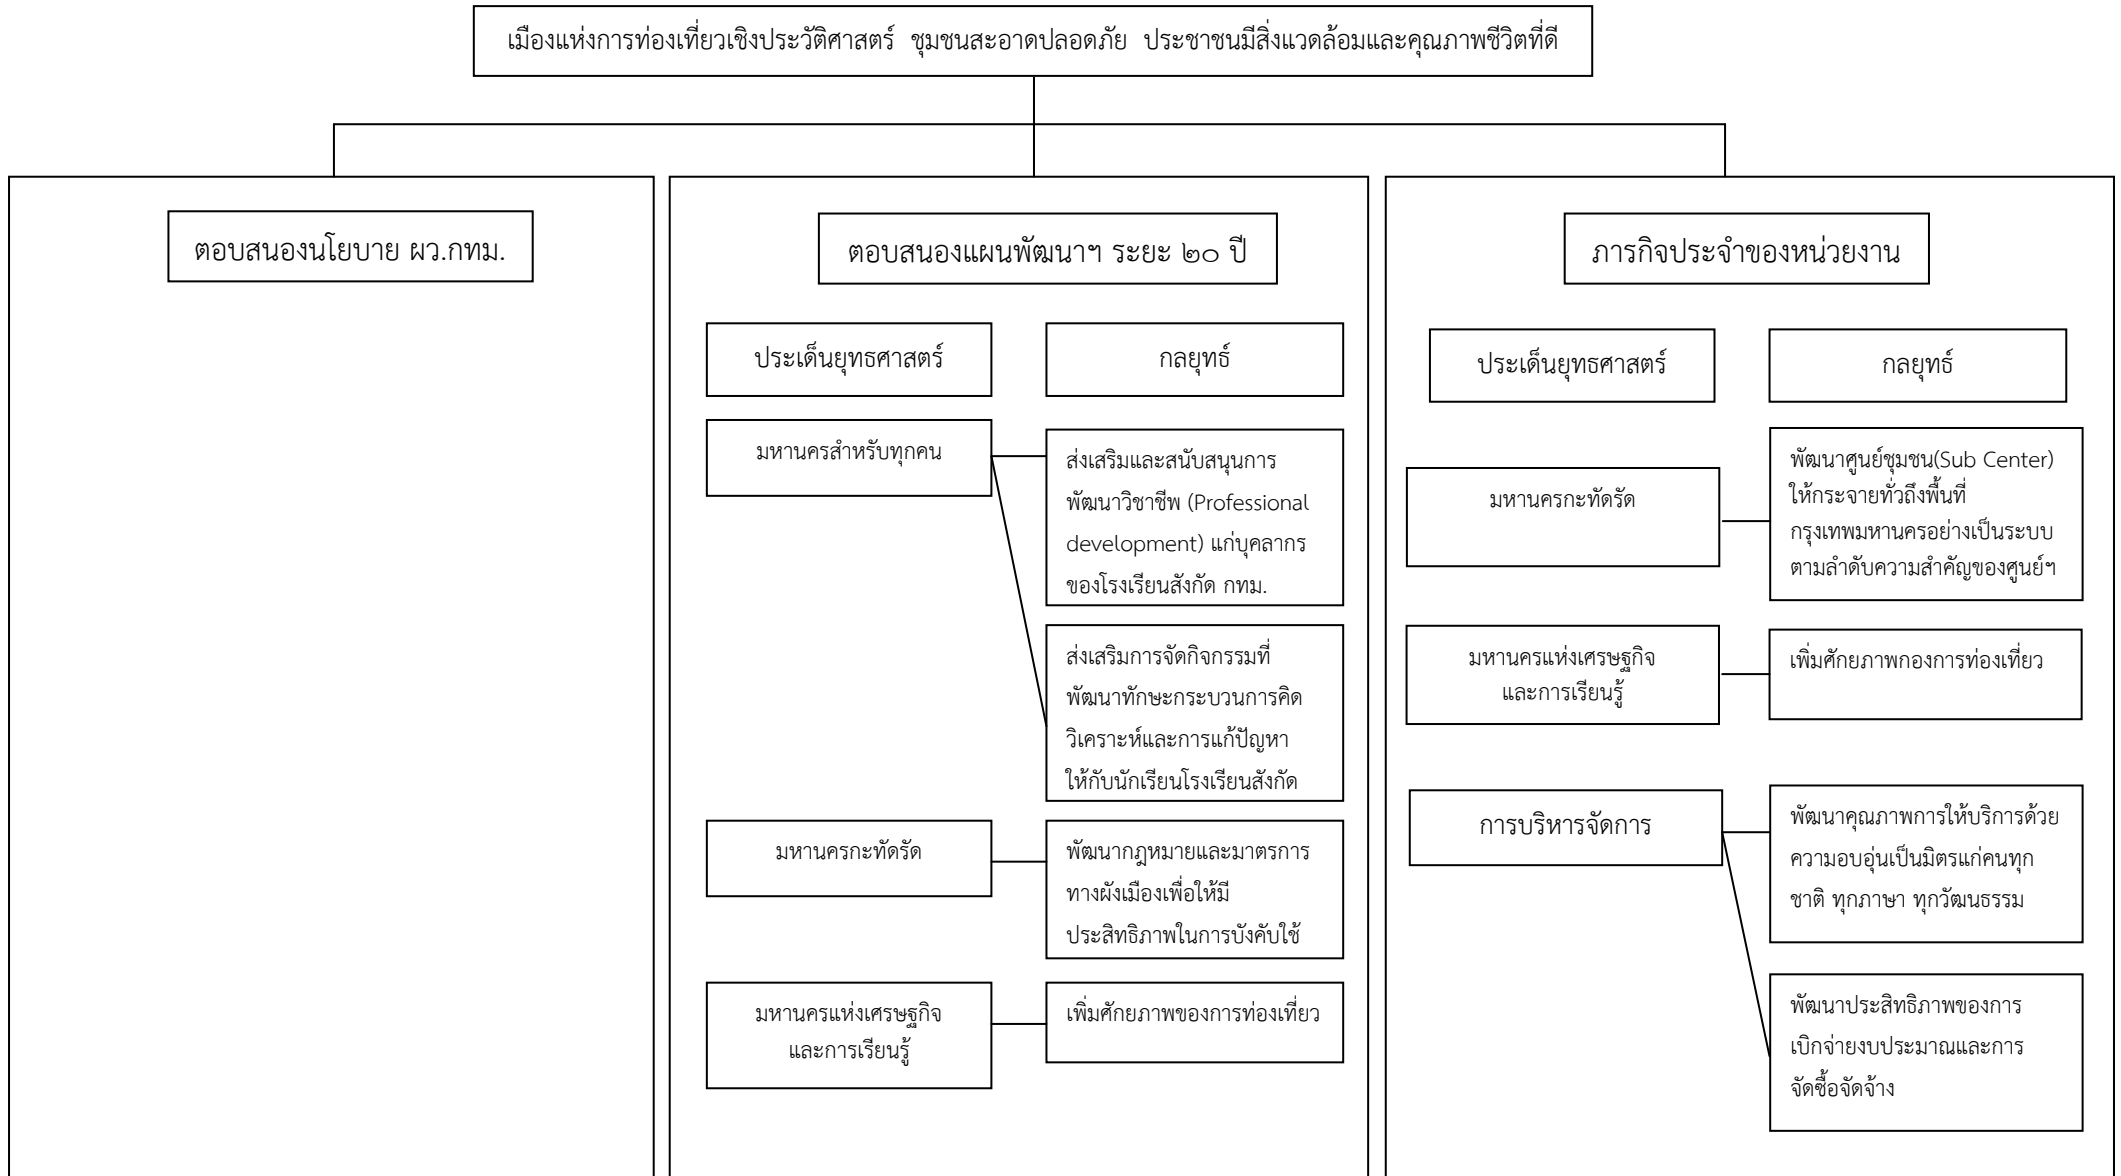 เมืองแห่งการท่องเที่ยวเชิงประวัติศาสตร์ ชุมชนสะอาดปลอดภัย ประชาชนมีสิ่งแวดล้อมและคุณภาพชีวิตที่ดี
ตอบสนองนโยบาย ผว.กทม.
ตอบสนองแผนพัฒนาฯ ระยะ ๒๐ ปี
ประเด็นยุทธศาสตร์
กลยุทธ์
มหานครสำหรับทุกคน
ส่งเสริมและสนับสนุนการ
พัฒนาวิชาชีพ (Professional
development) แก่บุคลากร
ของโรงเรียนสังกัด กทม.
ส่งเสริมการจัดกิจกรรมที่
พัฒนาทักษะกระบวนการคิด
วิเคราะห์และการแก้ปัญหา
ให้กับนักเรียนโรงเรียนสังกัด
มหานครกะทัดรัด
พัฒนากฎหมายและมาตรการ
ทางผังเมืองเพื่อให้มี
ประสิทธิภาพในการบังคับใช้
มหานครแห่งเศรษฐกิจ
และการเรียนรู้
เพิ่มศักยภาพของการท่องเที่ยว
ภารกิจประจำของหน่วยงาน
ประเด็นยุทธศาสตร์
กลยุทธ์
มหานครกะทัดรัด
พัฒนาศูนย์ชุมชน(Sub Center)
ให้กระจายทั่วถึงพื้นที่
กรุงเทพมหานครอย่างเป็นระบบ
ตามลำดับความสำคัญของศูนย์ฯ
มหานครแห่งเศรษฐกิจ
และการเรียนรู้
เพิ่มศักยภาพกองการท่องเที่ยว
การบริหารจัดการ
พัฒนาคุณภาพการให้บริการด้วย
ความอบอุ่นเป็นมิตรแก่คนทุก
ชาติ ทุกภาษา ทุกวัฒนธรรม
พัฒนาประสิทธิภาพของการ
เบิกจ่ายงบประมาณและการ
จัดซื้อจัดจ้าง